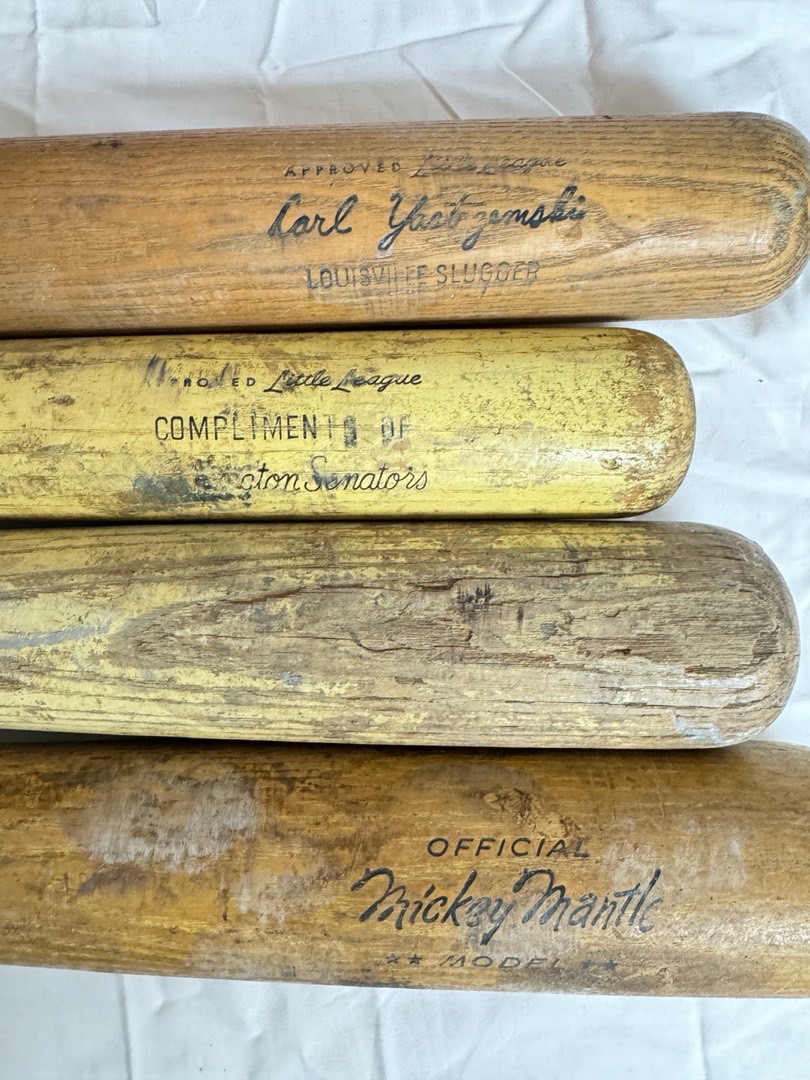 APPROVED Little League
Carl Yastrzemski
LOUISVILLE SLUGGER
Little League
COMPLIMENTS OF
Senators
OFFICIAL
Mickey Mantle
** MODEL **